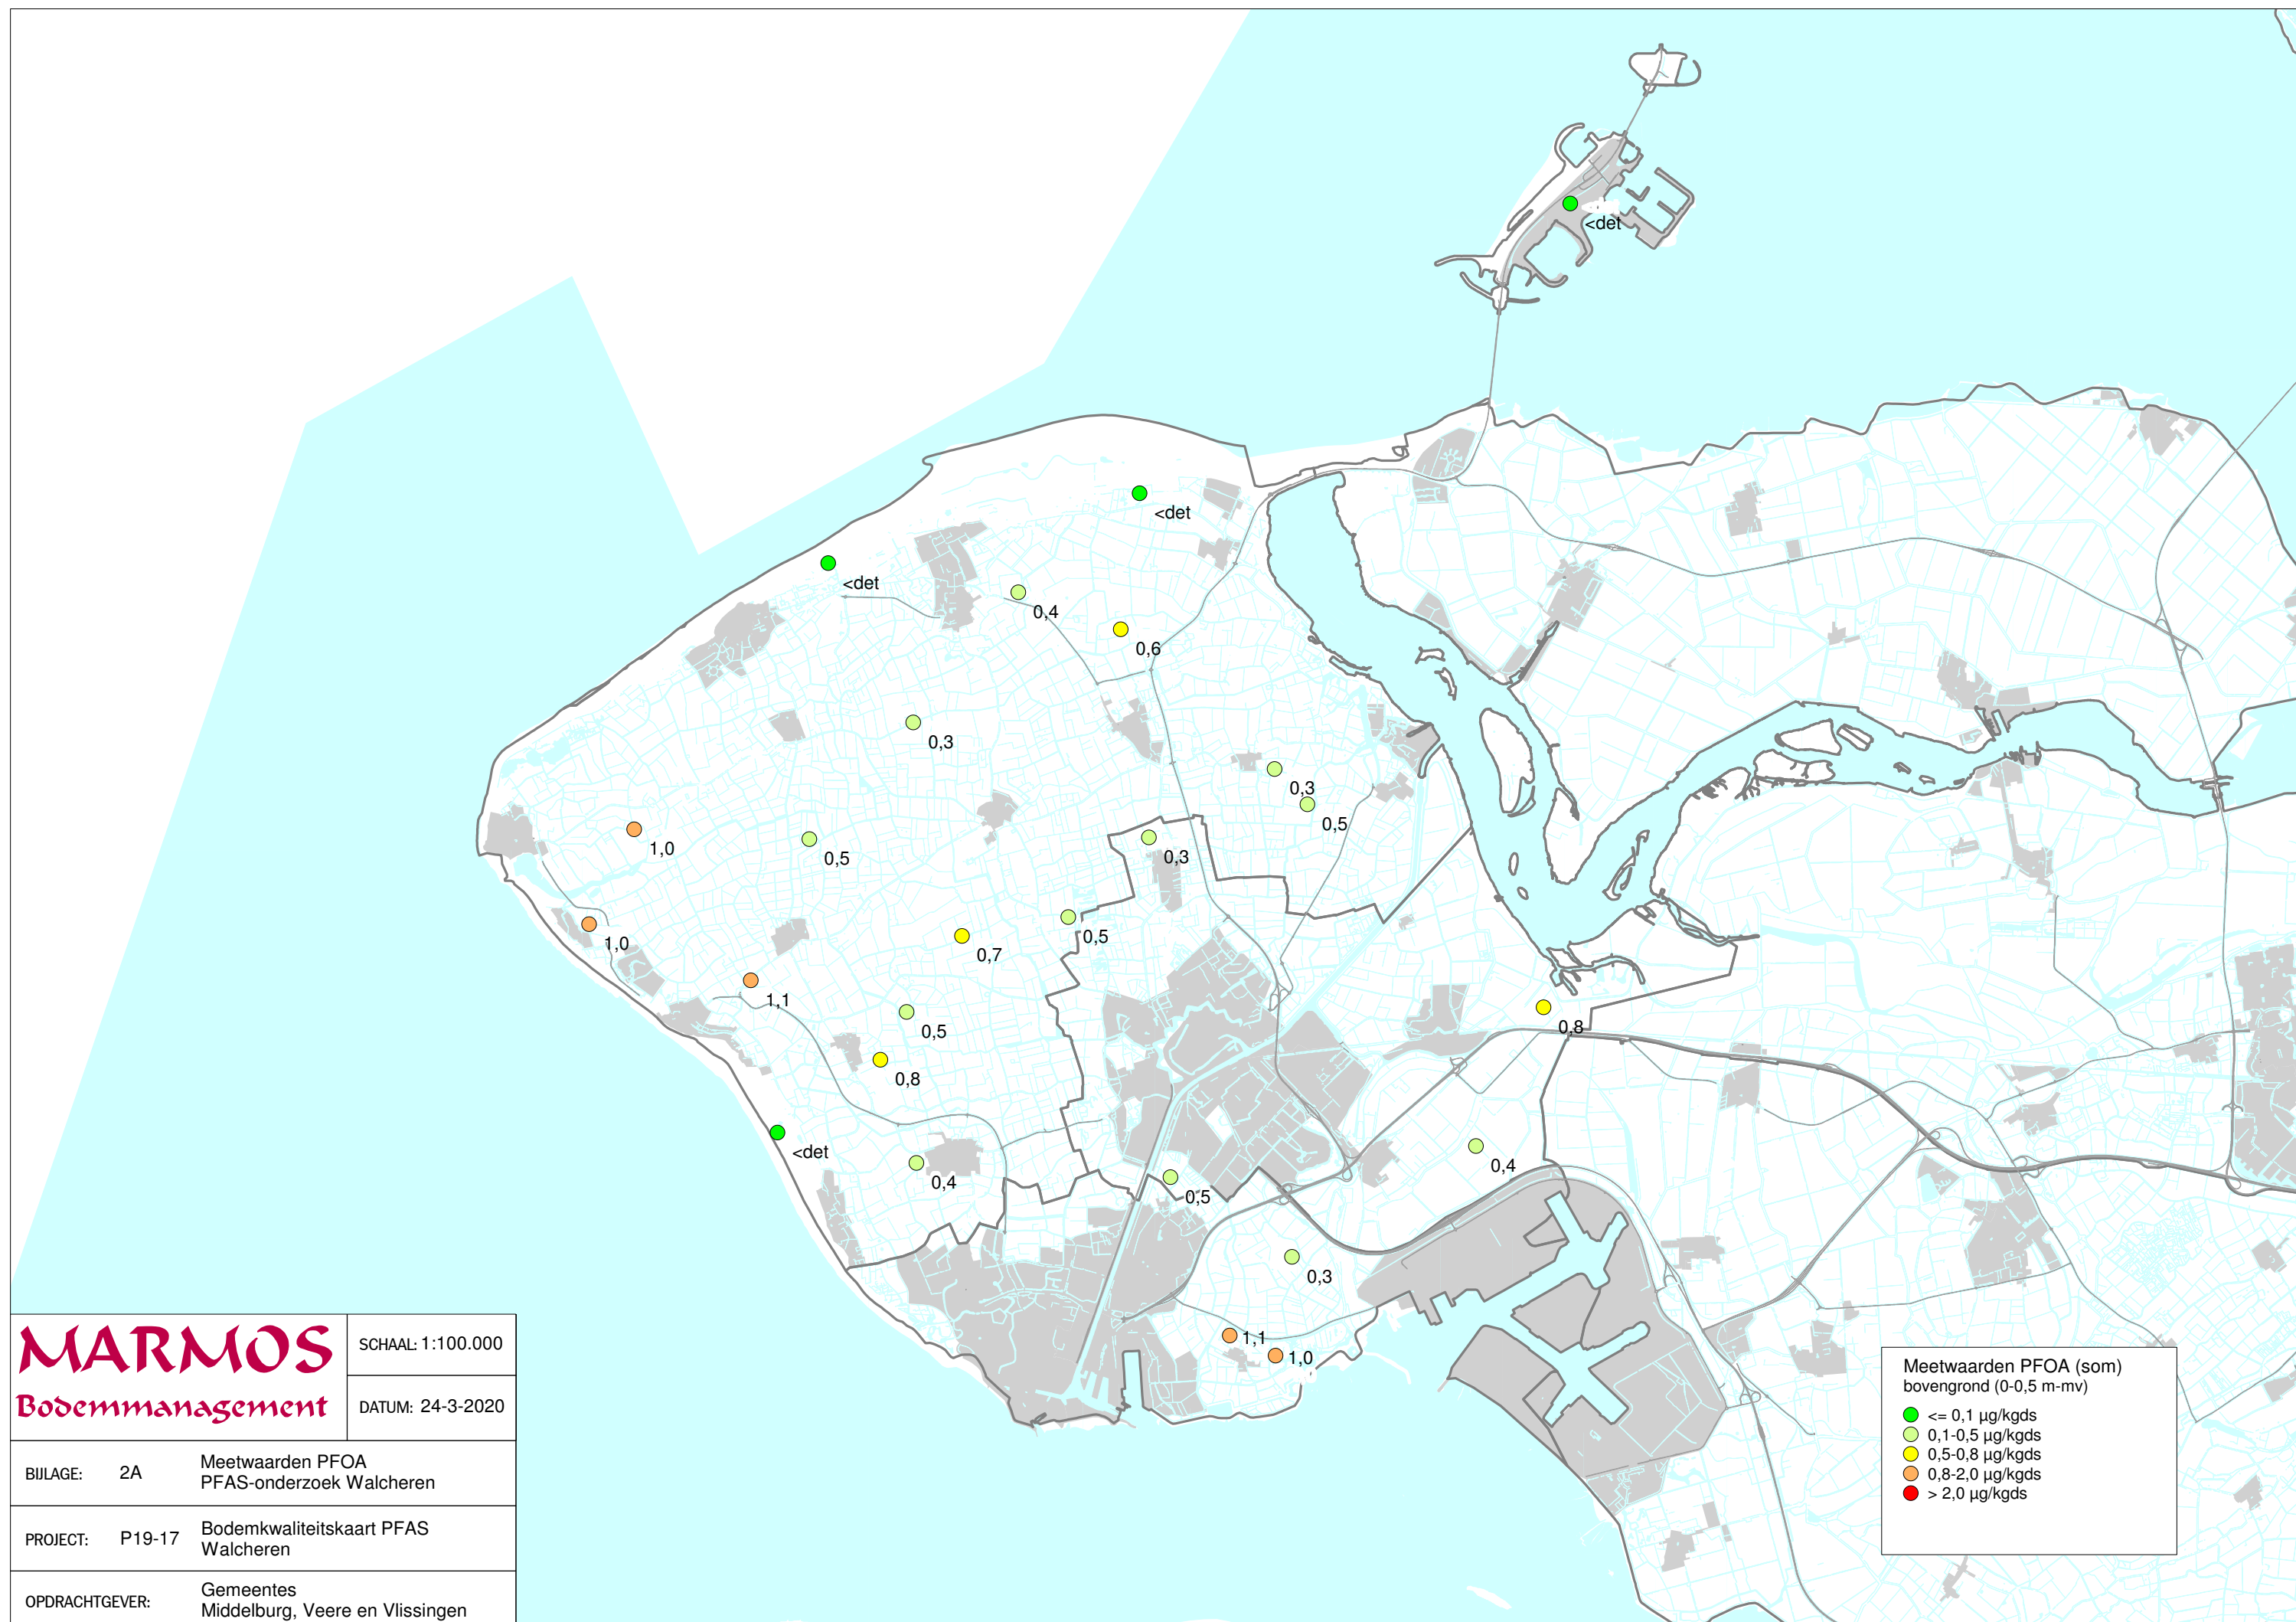 <det
<det
<det
0,4
0,6
0,3
0,3
0,5
1,0
0,5
0,3
1,0
0,7
0,5
1,1
0,5
0,8
0,8
<det
0,4
0,4
0,5
0,3
1,1
1,0
MARMOS
Bodemmanagement
SCHAAL: 1:100.000
DATUM: 24-3-2020
BIJLAGE: 2A Meetwaarden PFOA
PFAS-onderzoek Walcheren
PROJECT: P19-17 Bodemkwaliteitskaart PFAS
Walcheren
OPDRACHTGEVER: Gemeentes
Middelburg, Veere en Vlissingen
Meetwaarden PFOA (som)
bovengrond (0-0,5 m-mv)
<= 0,1 µg/kgds
0,1-0,5 µg/kgds
0,5-0,8 µg/kgds
0,8-2,0 µg/kgds
> 2,0 µg/kgds